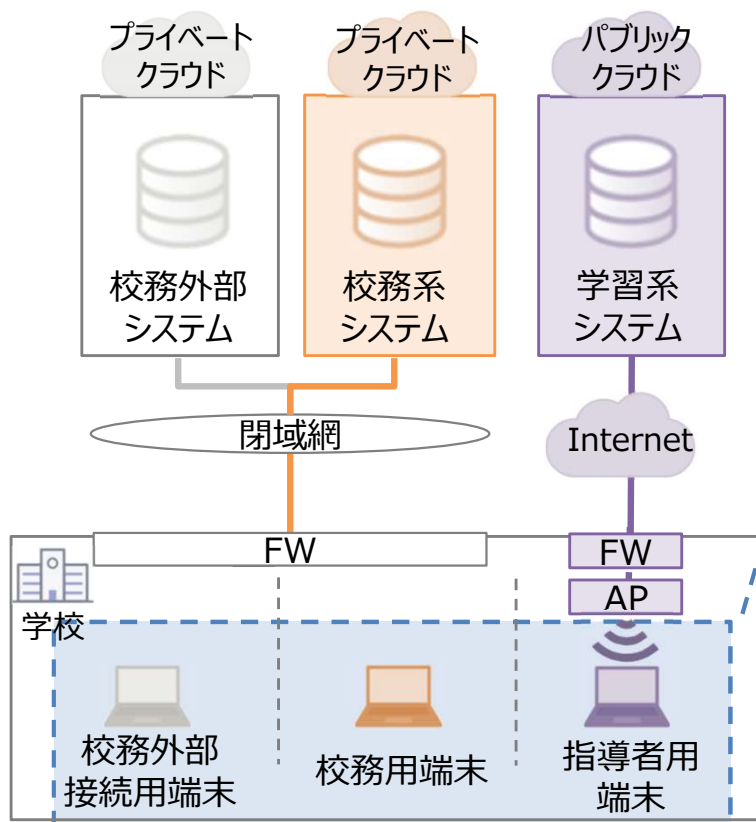 プライベート
クラウド
プライベート
クラウド
パブリック
クラウド
校務外部
システム
校務系
システム
学習系
システム
閉域網
Internet
FW
FW
AP
学校
校務外部
接続用端末
校務用端末
指導者用
端末